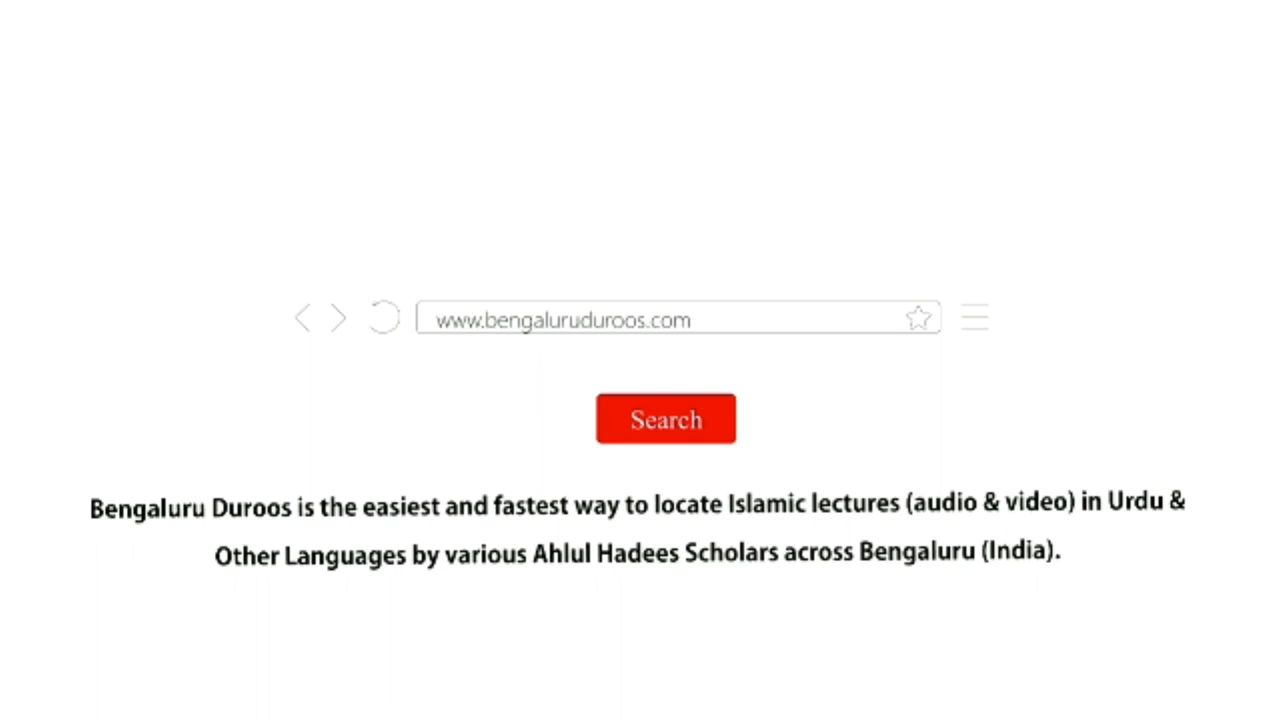 www.bengaluruduroos.com
Search
Bengaluru Duroos is the easiest and fastest way to locate Islamic lectures (audio & video) in Urdu &
Other Languages by various Ahlul Hadees Scholars across Bengaluru (India).